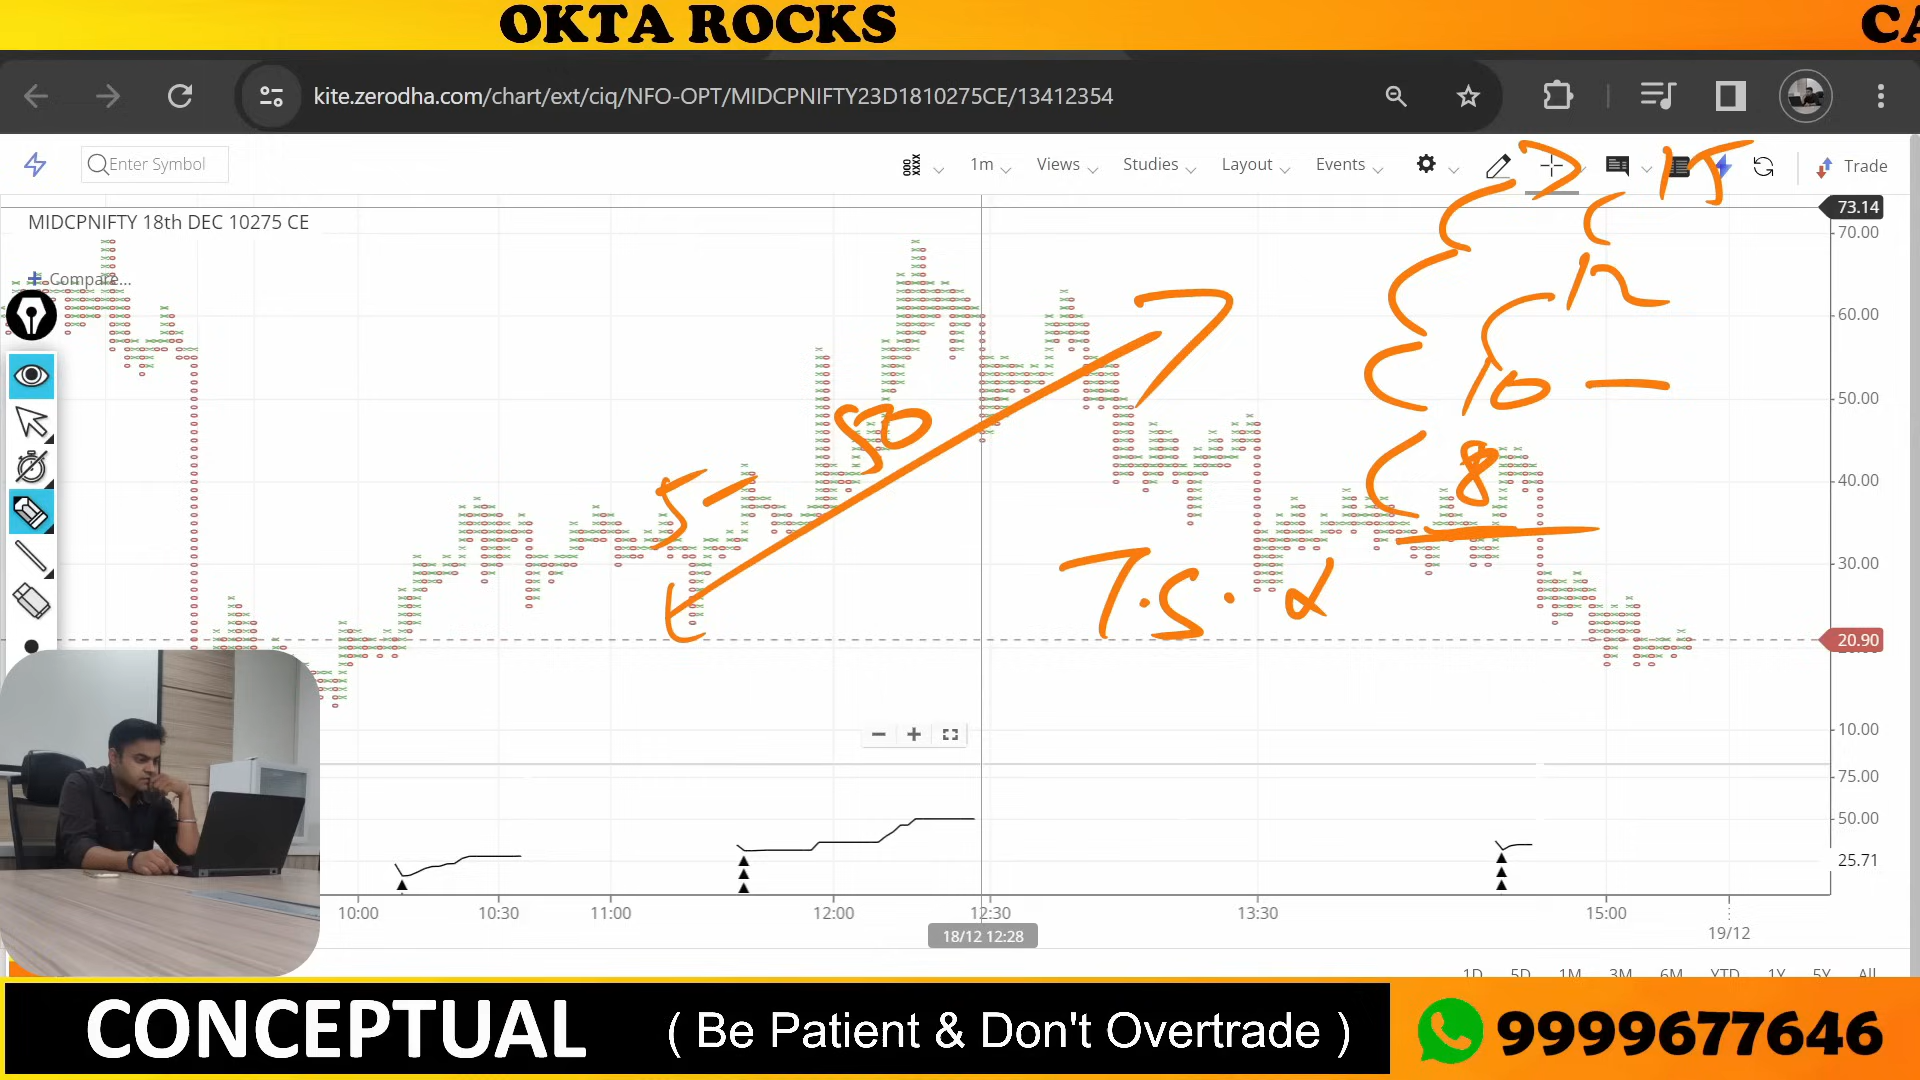 OKTA ROCKS
CA
kite.zerodha.com/chart/ext/ciq/NFO-OPT/MIDCPNIFTY23D1810275CE/13412354
Enter Symbol
1m
Views
Studies
Layout
Events
Trade
MIDCPNIFTY 18th DEC 10275 CE
Compare...
73.14
70.00
60.00
50.00
40.00
30.00
20.90
10.00
75.00
50.00
25.71
15
12
10 —
8
5 —
50
T.S.
10:00
10:30
11:00
12:00
12:30
13:30
15:00
18/12 12:28
19/12
1D
5D
1M
3M
6M
YTD
1Y
5Y
All
CONCEPTUAL
( Be Patient & Don't Overtrade )
9999677646